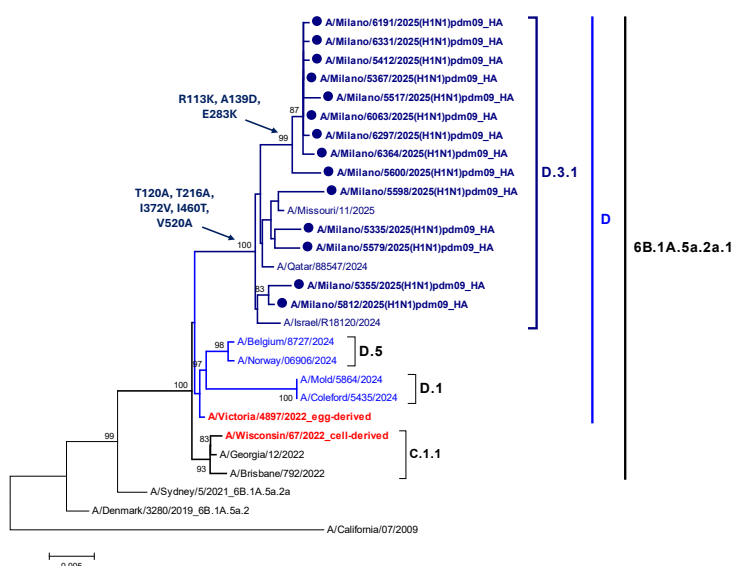 A/Milano/6191/2025(H1N1)pdm09_HA
A/Milano/6331/2025(H1N1)pdm09_HA
A/Milano/5412/2025(H1N1)pdm09_HA
A/Milano/5367/2025(H1N1)pdm09_HA
R113K, A139D,
E283K
A/Milano/5517/2025(H1N1)pdm09_HA
87
A/Milano/6063/2025(H1N1)pdm09_HA
A/Milano/6297/2025(H1N1)pdm09_HA
99
A/Milano/6364/2025(H1N1)pdm09_HA
A/Milano/5600/2025(H1N1)pdm09_HA
D.3.1
T120A, T216A,
I372V, I460T,
V520A
A/Milano/5598/2025(H1N1)pdm09_HA
A/Missouri/11/2025
D
A/Milano/5335/2025(H1N1)pdm09_HA
100
A/Milano/5579/2025(H1N1)pdm09_HA
6B.1A.5a.2a.1
A/Qatar/88547/2024
A/Milano/5355/2025(H1N1)pdm09_HA
83
A/Milano/5812/2025(H1N1)pdm09_HA
A/Israel/R18120/2024
98
A/Belgium/8727/2024
D.5
A/Norway/06906/2024
97
A/Mold/5864/2024
D.1
100
A/Coleford/5435/2024
100
A/Victoria/4897/2022_egg-derived
83
A/Wisconsin/67/2022_cell-derived
99
A/Georgia/12/2022
C.1.1
93
A/Brisbane/792/2022
A/Sydney/5/2021_6B.1A.5a.2a
A/Denmark/3280/2019_6B.1A.5a.2
A/California/07/2009
0.005